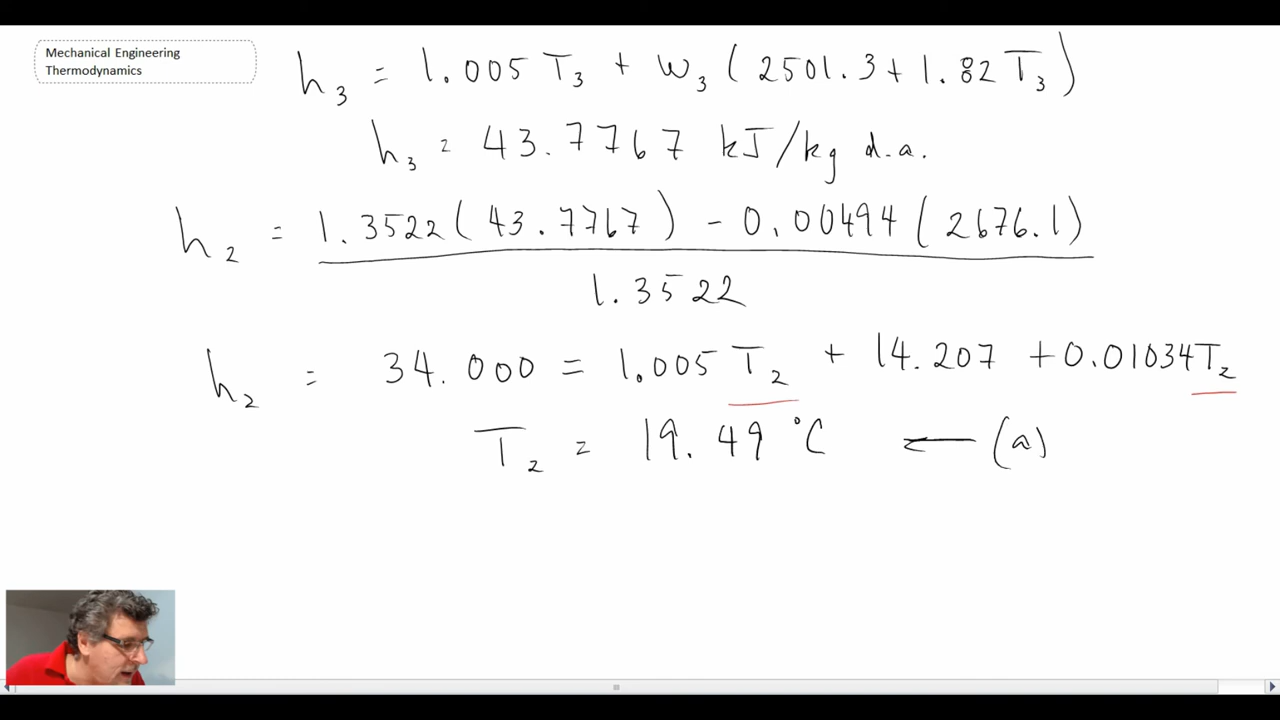 Mechanical Engineering
Thermodynamics
h₃ = 1.005 T₃ + w₃ (2501.3 + 1.82 T₃)
h₃ = 43.7767 kJ/kg d.a.
h₂ = 1.3522 (43.7767) - 0.00494 (2676.1)
1.3522
h₂ = 34.000 = 1.005 T₂ + 14.207 + 0.01034 T₂
T₂ = 19.49 °C ← (a)